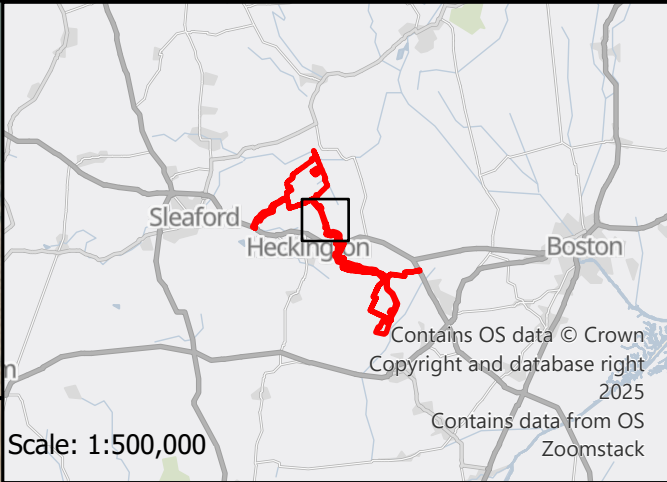 Sleaford
Heckington
Boston
n
Contains OS data © Crown
Copyright and database right
2025
Contains data from OS
Zoomstack
Scale: 1:500,000